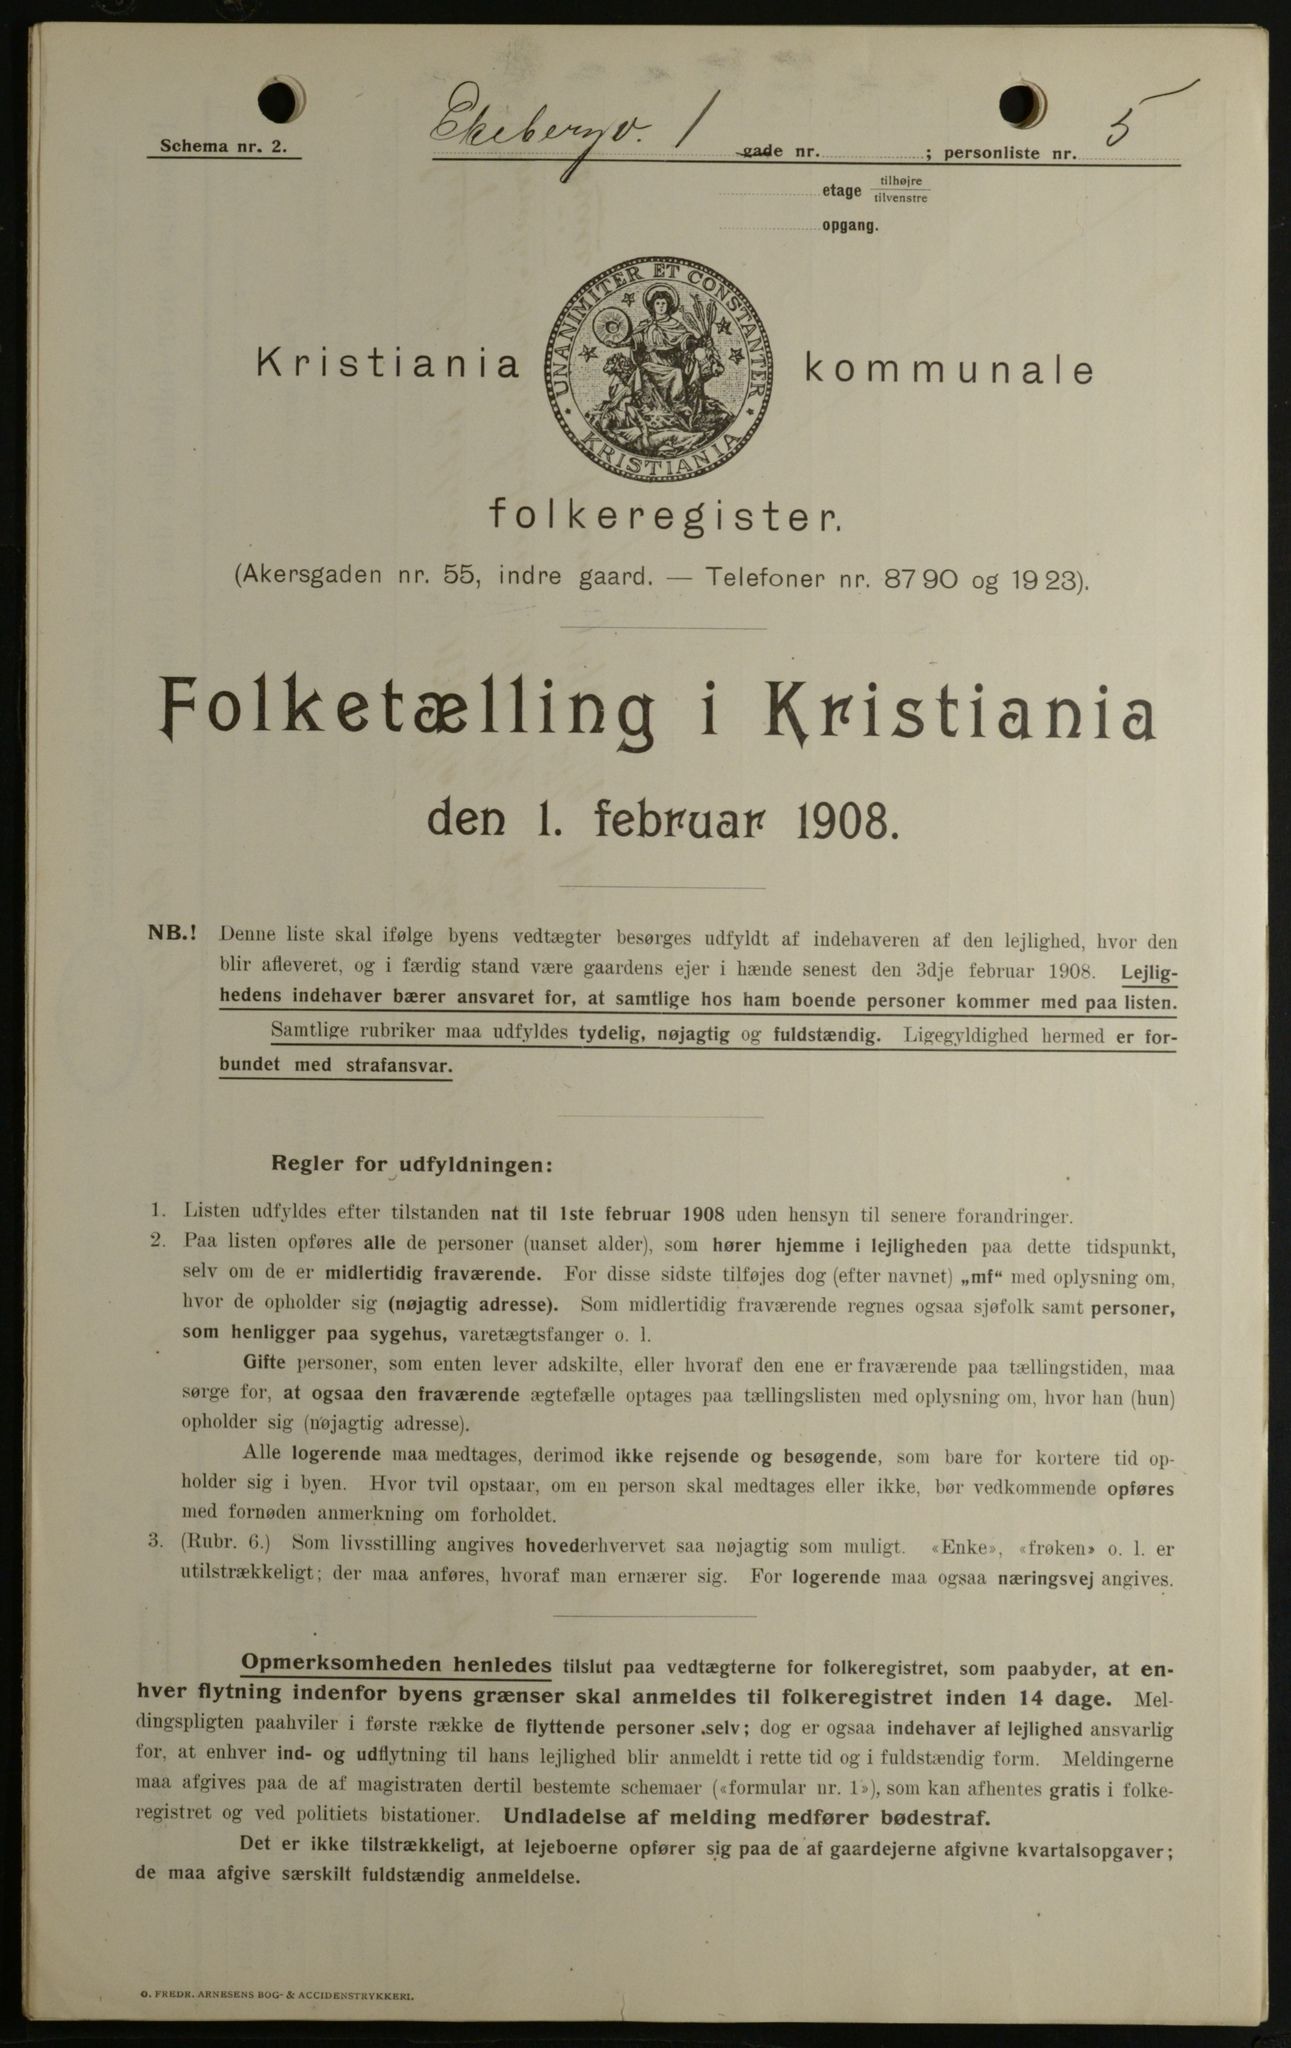 Schema nr. 2.
Ekebergv. 1 gade nr. ; personliste nr. 5
etage tilhøjre
tilvenstre
opgang.
Kristiania kommunale
UNANIMITER ET CONSTANTER
KRISTIANIA
folkeregister.
(Akersgaden nr. 55, indre gaard. — Telefoner nr. 8790 og 1923).
Folketælling i Kristiania
den 1. februar 1908.
NB.! Denne liste skal ifølge byens vedtægter besørges udfyldt af indehaveren af den lejlighed, hvor den
blir afleveret, og i færdig stand være gaardens ejer i hænde senest den 3dje februar 1908. Lejlig-
hedens indehaver bærer ansvaret for, at samtlige hos ham boende personer kommer med paa listen.
Samtlige rubriker maa udfyldes tydelig, nøjagtig og fuldstændig. Ligegyldighed hermed er for-
bundet med strafansvar.
Regler for udfyldningen:
1. Listen udfyldes efter tilstanden nat til 1ste februar 1908 uden hensyn til senere forandringer.
2. Paa listen opføres alle de personer (uanset alder), som hører hjemme i lejligheden paa dette tidspunkt,
selv om de er midlertidig fraværende. For disse sidste tilføjes dog (efter navnet) „mf“ med oplysning om,
hvor de opholder sig (nøjagtig adresse). Som midlertidig fraværende regnes ogsaa sjøfolk samt personer,
som henligger paa sygehus, varetægtsfanger o. l.
Gifte personer, som enten lever adskilte, eller hvoraf den ene er fraværende paa tællingstiden, maa
sørge for, at ogsaa den fraværende ægtefælle optages paa tællingslisten med oplysning om, hvor han (hun)
opholder sig (nøjagtig adresse).
Alle logerende maa medtages, derimod ikke rejsende og besøgende, som bare for kortere tid op-
holder sig i byen. Hvor tvil opstaar, om en person skal medtages eller ikke, bør vedkommende opføres
med fornøden anmerkning om forholdet.
3. (Rubr. 6.) Som livsstilling angives hovederhvervet saa nøjagtig som muligt. «Enke», «frøken» o. l. er
utilstrækkeligt; der maa anføres, hvoraf man ernærer sig. For logerende maa ogsaa næringsvej angives.
Opmerksomheden henledes tilslut paa vedtægterne for folkeregistret, som paabyder, at en-
hver flytning indenfor byens grænser skal anmeldes til folkeregistret inden 14 dage. Mel-
dingspligten paahviler i første række de flyttende personer selv; dog er ogsaa indehaver af lejlighed ansvarlig
for, at enhver ind- og udflytning til hans lejlighed blir anmeldt i rette tid og i fuldstændig form. Meldingerne
maa afgives paa de af magistraten dertil bestemte schemaer («formular nr. 1»), som kan afhentes gratis i folke-
registret og ved politiets bistationer. Undladelse af melding medfører bødestraf.
Det er ikke tilstrækkeligt, at lejeboerne opfører sig paa de af gaardejerne afgivne kvartalsopgaver;
de maa afgive særskilt fuldstændig anmeldelse.
O. FREDR. ARNESENS BOG- & ACCIDENSTRYKKERI.